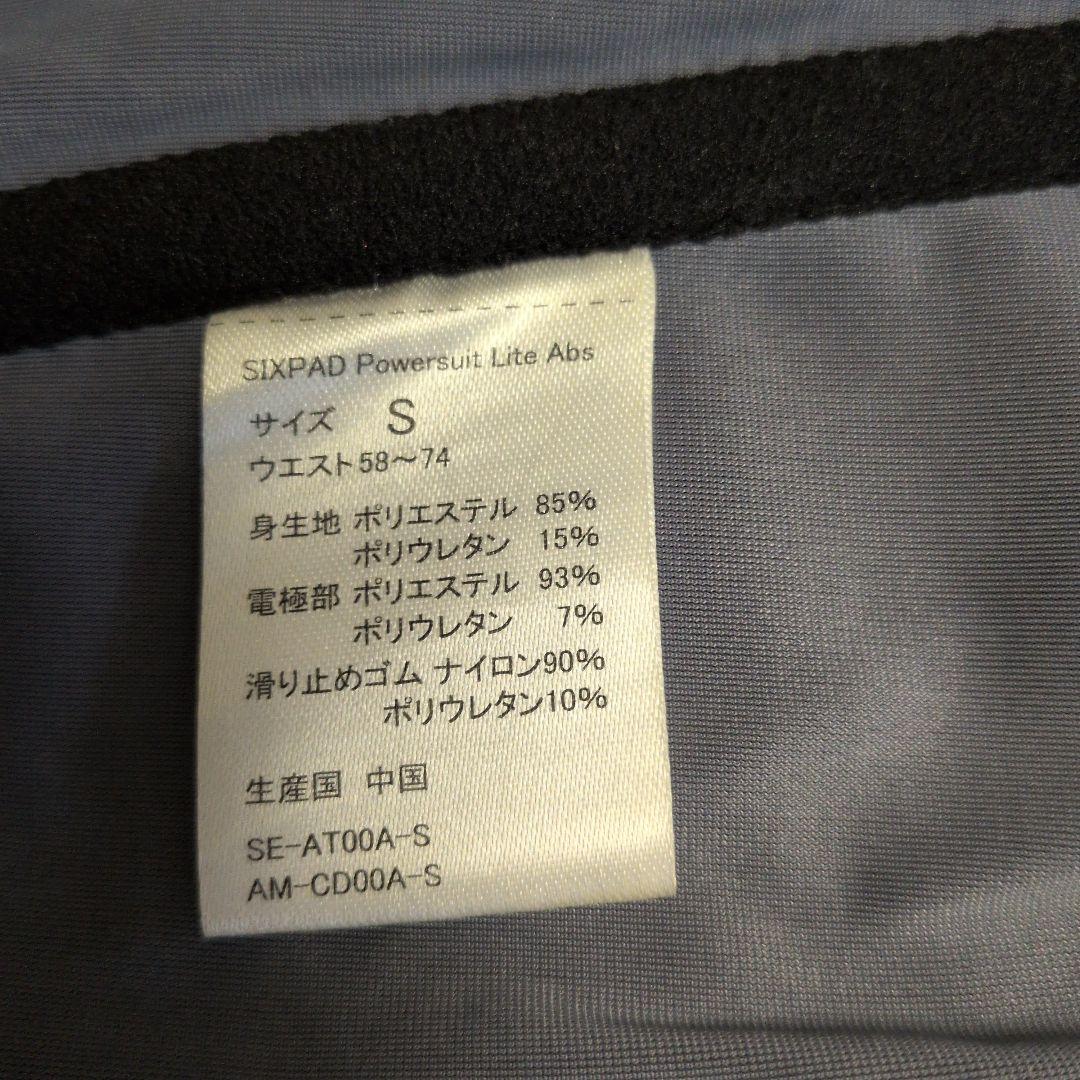 SIXPAD Powersuit Lite Abs
サイズ S
ウエスト58～74
身生地 ポリエステル 85%
ポリウレタン 15%
電極部 ポリエステル 93%
ポリウレタン 7%
滑り止めゴム ナイロン90%
ポリウレタン10%
生産国 中国
SE-AT00A-S
AM-CD00A-S